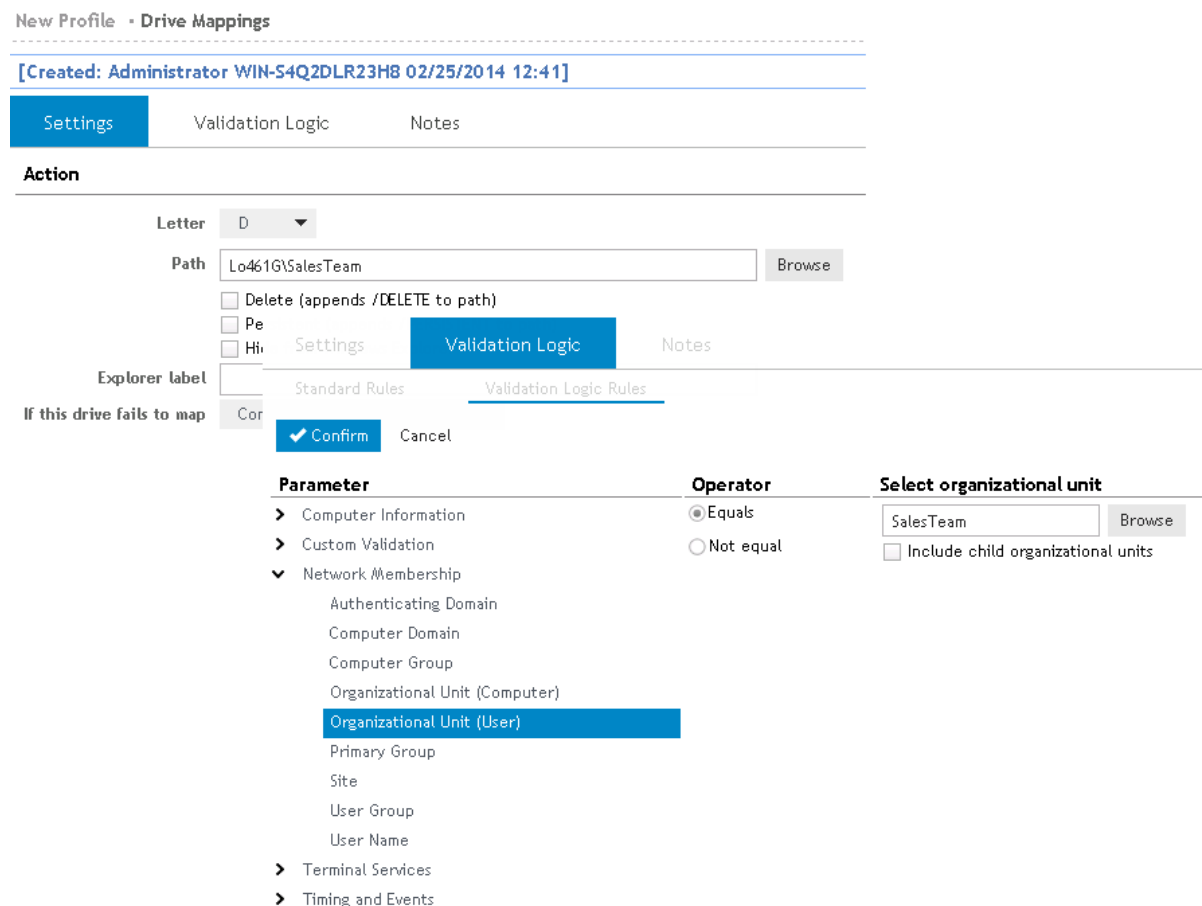 New Profile • Drive Mappings
[Created: Administrator WIN-S4Q2DLR23H8 02/25/2014 12:41]
Settings Validation Logic Notes
Action
Letter D
Path Lo461G\SalesTeam Browse
Delete (appends /DELETE to path)
Pe
Hi
Explorer label
If this drive fails to map Cor
Settings Validation Logic Notes
Standard Rules Validation Logic Rules
Confirm Cancel
Parameter Operator Select organizational unit
Computer Information Equals SalesTeam Browse
Custom Validation Not equal Include child organizational units
Network Membership
Authenticating Domain
Computer Domain
Computer Group
Organizational Unit (Computer)
Organizational Unit (User)
Primary Group
Site
User Group
User Name
Terminal Services
Timing and Events